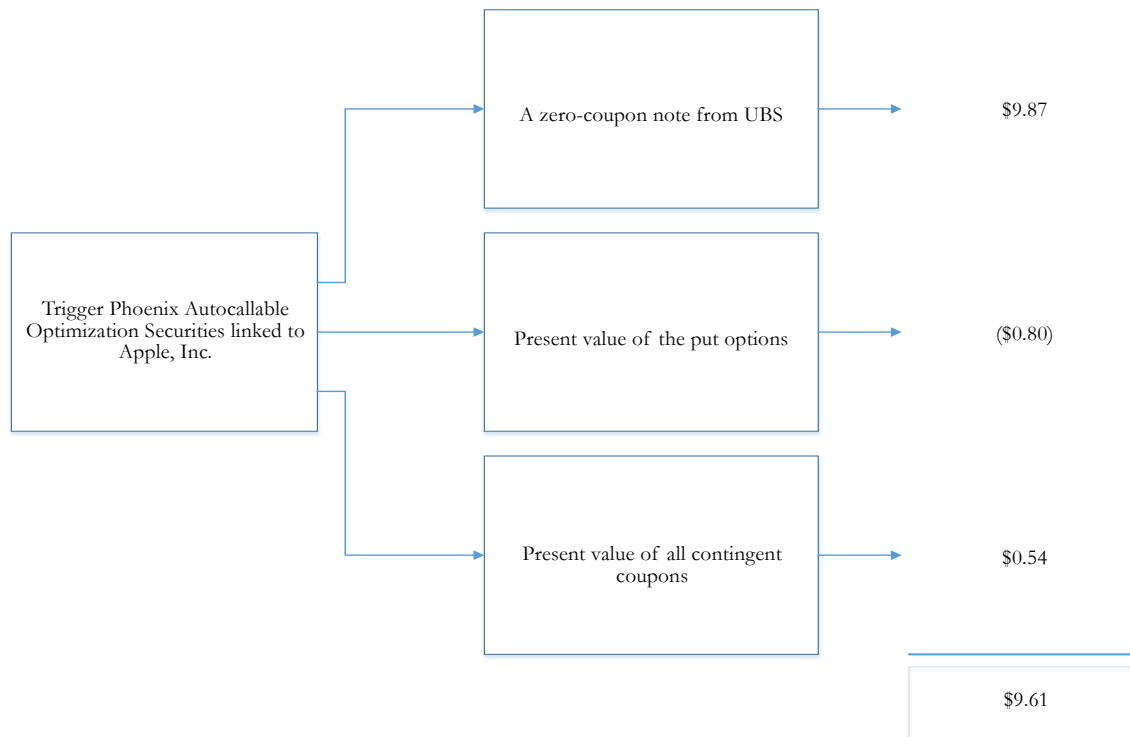 A zero-coupon note from UBS
$9.87
Trigger Phoenix Autocallable
Optimization Securities linked to
Apple, Inc.
Present value of the put options
($0.80)
Present value of all contingent
coupons
$0.54
$9.61